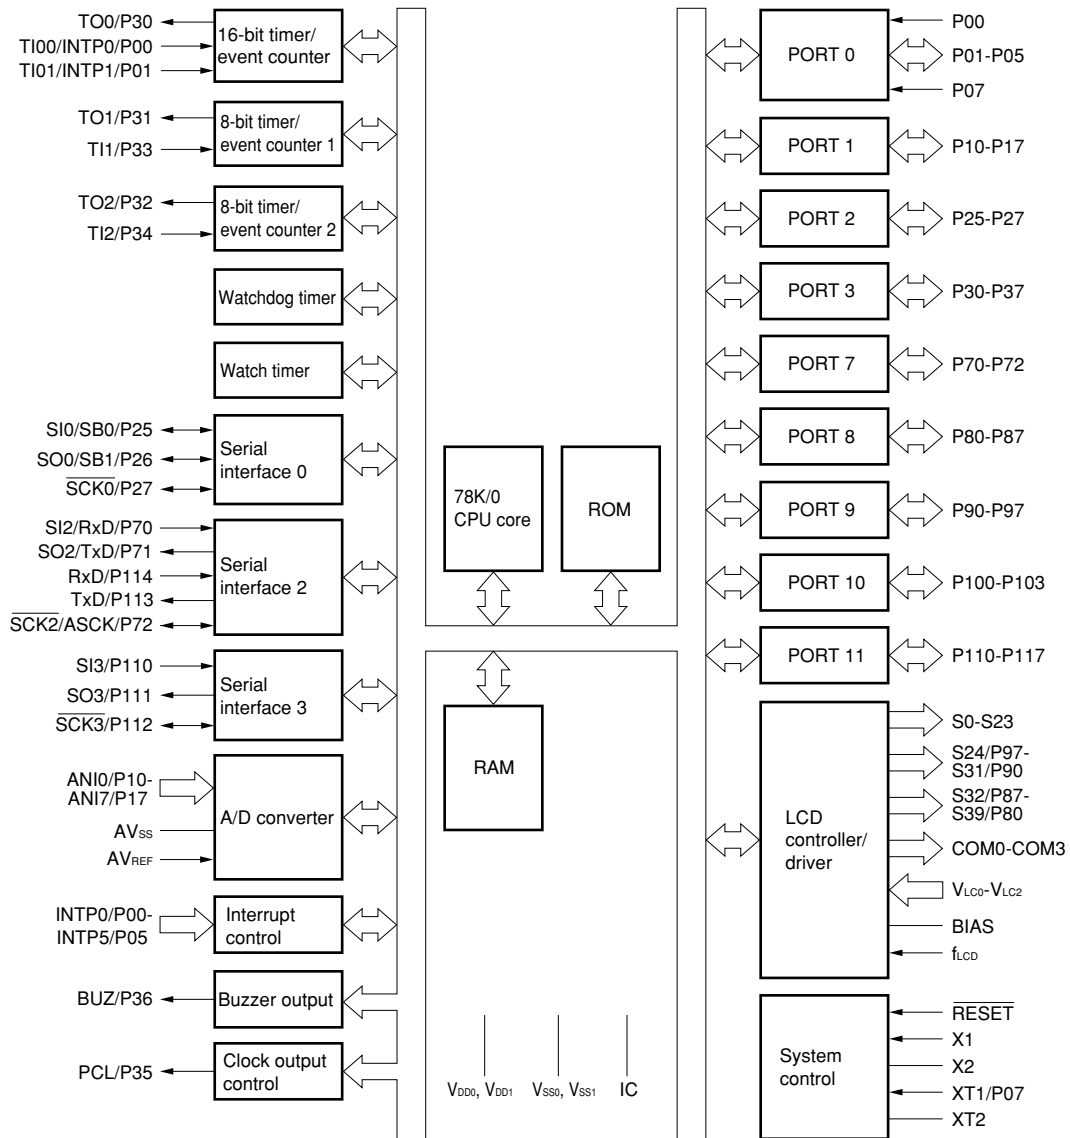 TO0/P30
TI00/INTP0/P00
TI01/INTP1/P01
16-bit timer/
event counter
TO1/P31
TI1/P33
8-bit timer/
event counter 1
TO2/P32
TI2/P34
8-bit timer/
event counter 2
Watchdog timer
Watch timer
SI0/SB0/P25
SO0/SB1/P26
S̅C̅K̅0̅/P27
Serial
interface 0
SI2/RxD/P70
SO2/TxD/P71
RxD/P114
TxD/P113
S̅C̅K̅2̅/ASCK/P72
Serial
interface 2
SI3/P110
SO3/P111
S̅C̅K̅3̅/P112
Serial
interface 3
ANI0/P10-
ANI7/P17
AVSS
AVREF
A/D converter
INTP0/P00-
INTP5/P05
Interrupt
control
BUZ/P36
Buzzer output
PCL/P35
Clock output
control
78K/0
CPU core
ROM
RAM
VDD0, VDD1
VSS0, VSS1
IC
PORT 0
P00
P01-P05
P07
PORT 1
P10-P17
PORT 2
P25-P27
PORT 3
P30-P37
PORT 7
P70-P72
PORT 8
P80-P87
PORT 9
P90-P97
PORT 10
P100-P103
PORT 11
P110-P117
LCD
controller/
driver
S0-S23
S24/P97-
S31/P90
S32/P87-
S39/P80
COM0-COM3
VLC0-VLC2
BIAS
fLCD
System
control
R̅E̅S̅E̅T̅
X1
X2
XT1/P07
XT2